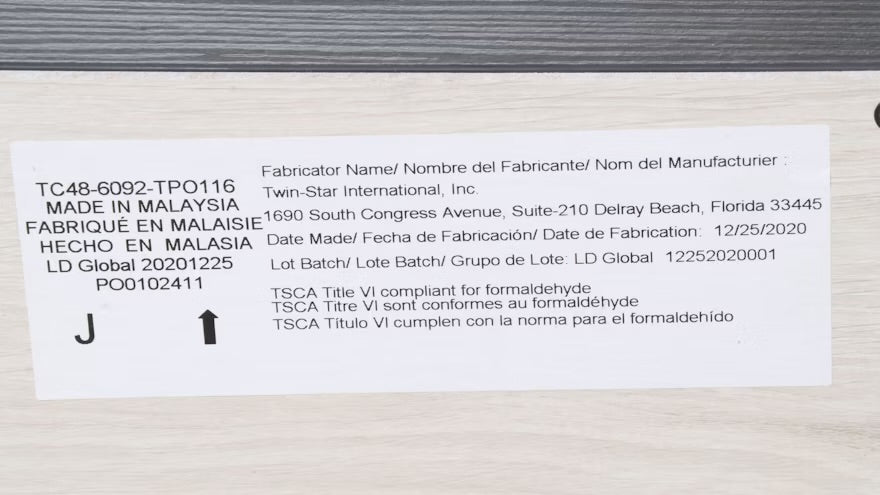 TC48-6092-TPO116
MADE IN MALAYSIA
FABRIQUÉ EN MALAISIE
HECHO EN MALASIA
LD Global 20201225
PO0102411
J
Fabricator Name/ Nombre del Fabricante/ Nom del Manufacturier :
Twin-Star International, Inc.
1690 South Congress Avenue, Suite-210 Delray Beach, Florida 33445
Date Made/ Fecha de Fabricación/ Date de Fabrication: 12/25/2020
Lot Batch/ Lote Batch/ Grupo de Lote: LD Global 12252020001
TSCA Title VI compliant for formaldehyde
TSCA Titre VI sont conformes au formaldéhyde
TSCA Título VI cumplen con la norma para el formaldehído